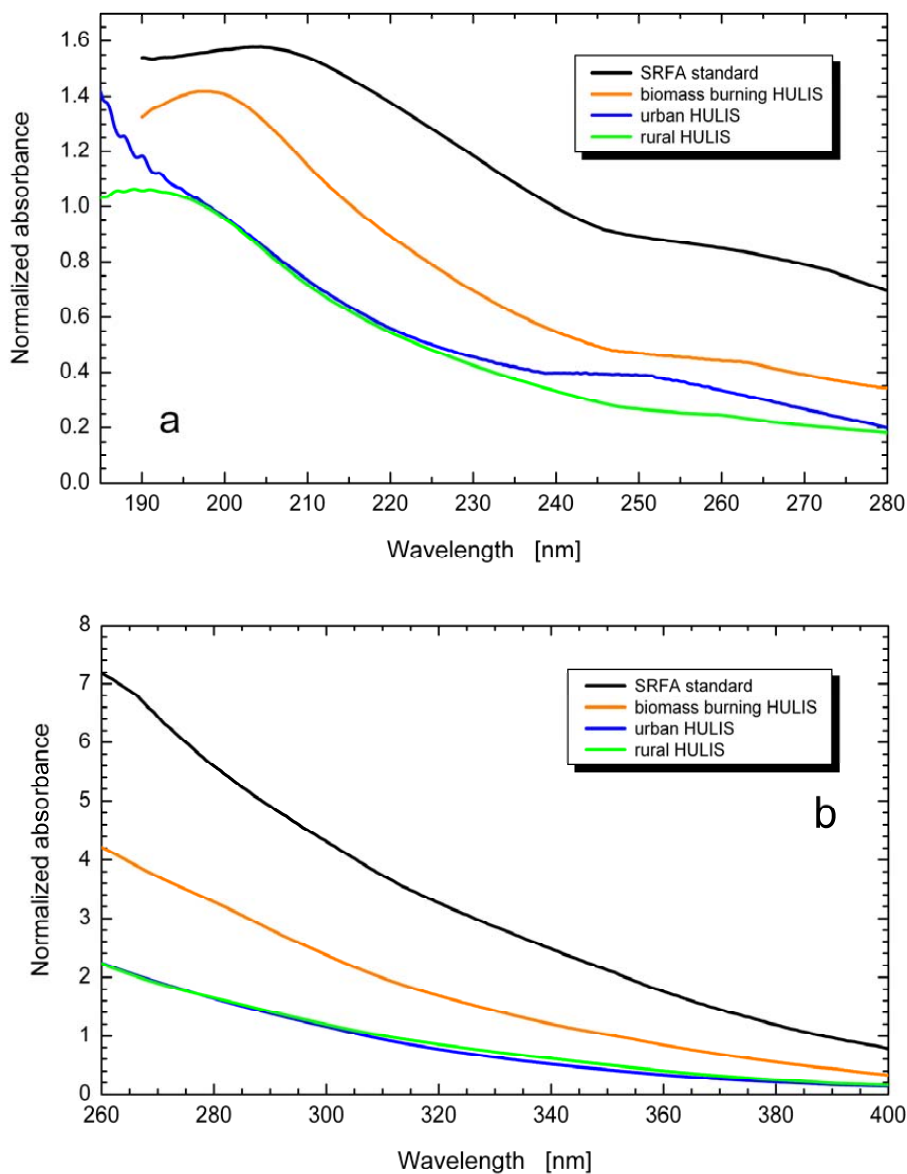 1.6
1.4
1.2
1.0
0.8
0.6
0.4
0.2
0.0
Normalized absorbance
SRFA standard
biomass burning HULIS
urban HULIS
rural HULIS
a
190 200 210 220 230 240 250 260 270 280
Wavelength [nm]
8
7
6
5
4
3
2
1
0
Normalized absorbance
SRFA standard
biomass burning HULIS
urban HULIS
rural HULIS
b
260 280 300 320 340 360 380 400
Wavelength [nm]